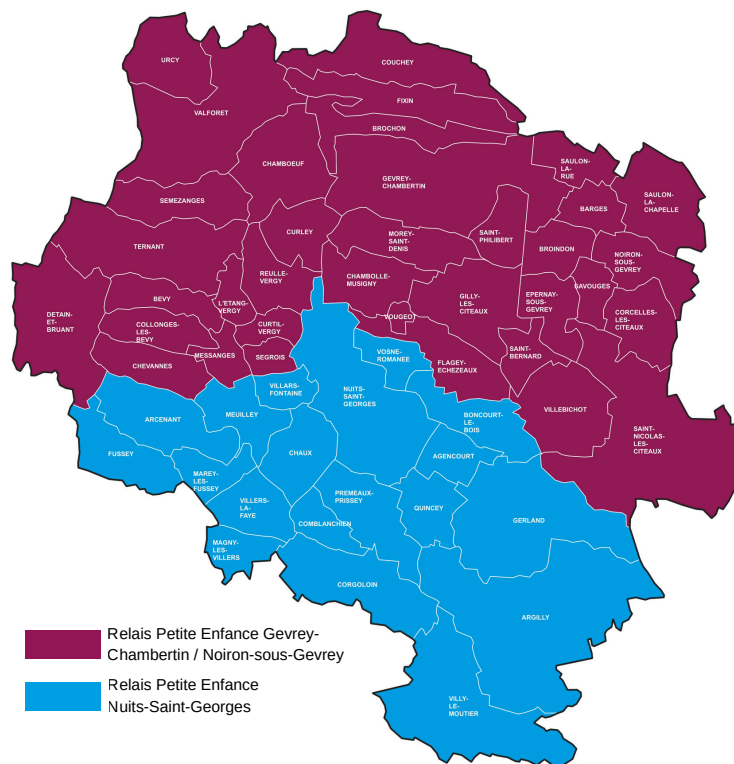 COUCHEY
URCY
FIXIN
VALFORET
BROCHON
CHAMBOEUF
SAULON-
LA-
RUE
GEVREY-
CHAMBERTIN
SAULON-
LA-
CHAPELLE
SEMEZANGES
BARGES
CURLEY
MOREY-
SAINT-
DENIS
SAINT-
PHILIBERT
TERNANT
BROINDON
NOIRON-
SOUS-
GEVREY
REULLE-
VERGY
CHAMBOLLE-
MUSIGNY
GILLY-
LES-
CITEAUX
SAVOUGES
EPERNAY-
SOUS-
GEVREY
BEVY
L'ETANG-
VERGY
DETAIN-
ET-
BRUANT
COLLONGES-
LES-
BEVY
CURTIL-
VERGY
VOUGEOT
CORCELLES-
LES-
CITEAUX
SAINT-
BERNARD
VOSNE-
ROMANEE
MESSANGES
SEGROIS
CHEVANNES
FLAGEY-
ECHEZEAUX
VILLARS-
FONTAINE
NUITS-
SAINT-
GEORGES
VILLEBICHOT
MEUILLEY
BONCOURT-
LE-
BOIS
ARCENANT
SAINT-
NICOLAS-
LES-
CITEAUX
CHAUX
AGENCOURT
FUSSEY
MAREY-
LES-
FUSSEY
VILLERS-
LA-
FAYE
PREMEAUX-
PRISSEY
QUINCEY
COMBLANCHIEN
GERLAND
MAGNY-
LES-
VILLERS
CORGOLOIN
ARGILLY
VILLY-
LE-
MOUTIER
Relais Petite Enfance Gevrey-
Chambertin / Noiron-sous-Gevrey
Relais Petite Enfance
Nuits-Saint-Georges